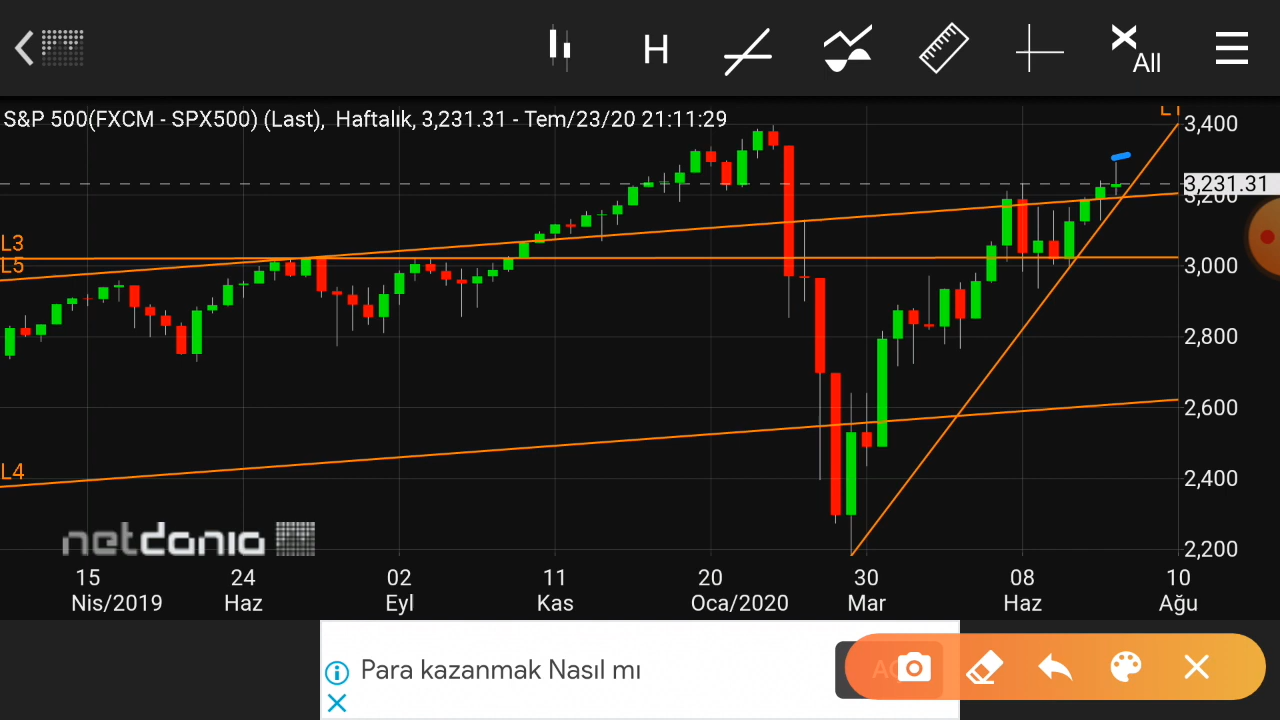 H
All
S&P 500(FXCM - SPX500) (Last), Haftalık, 3,231.31 - Tem/23/20 21:11:29
3,400
3,231.31
3,200
L3
L5
3,000
2,800
2,600
L4
2,400
netdania
2,200
15 24 02 11 20 30 08 10
Nis/2019 Haz Eyl Kas Oca/2020 Mar Haz Ağu
Para kazanmak Nasıl mı